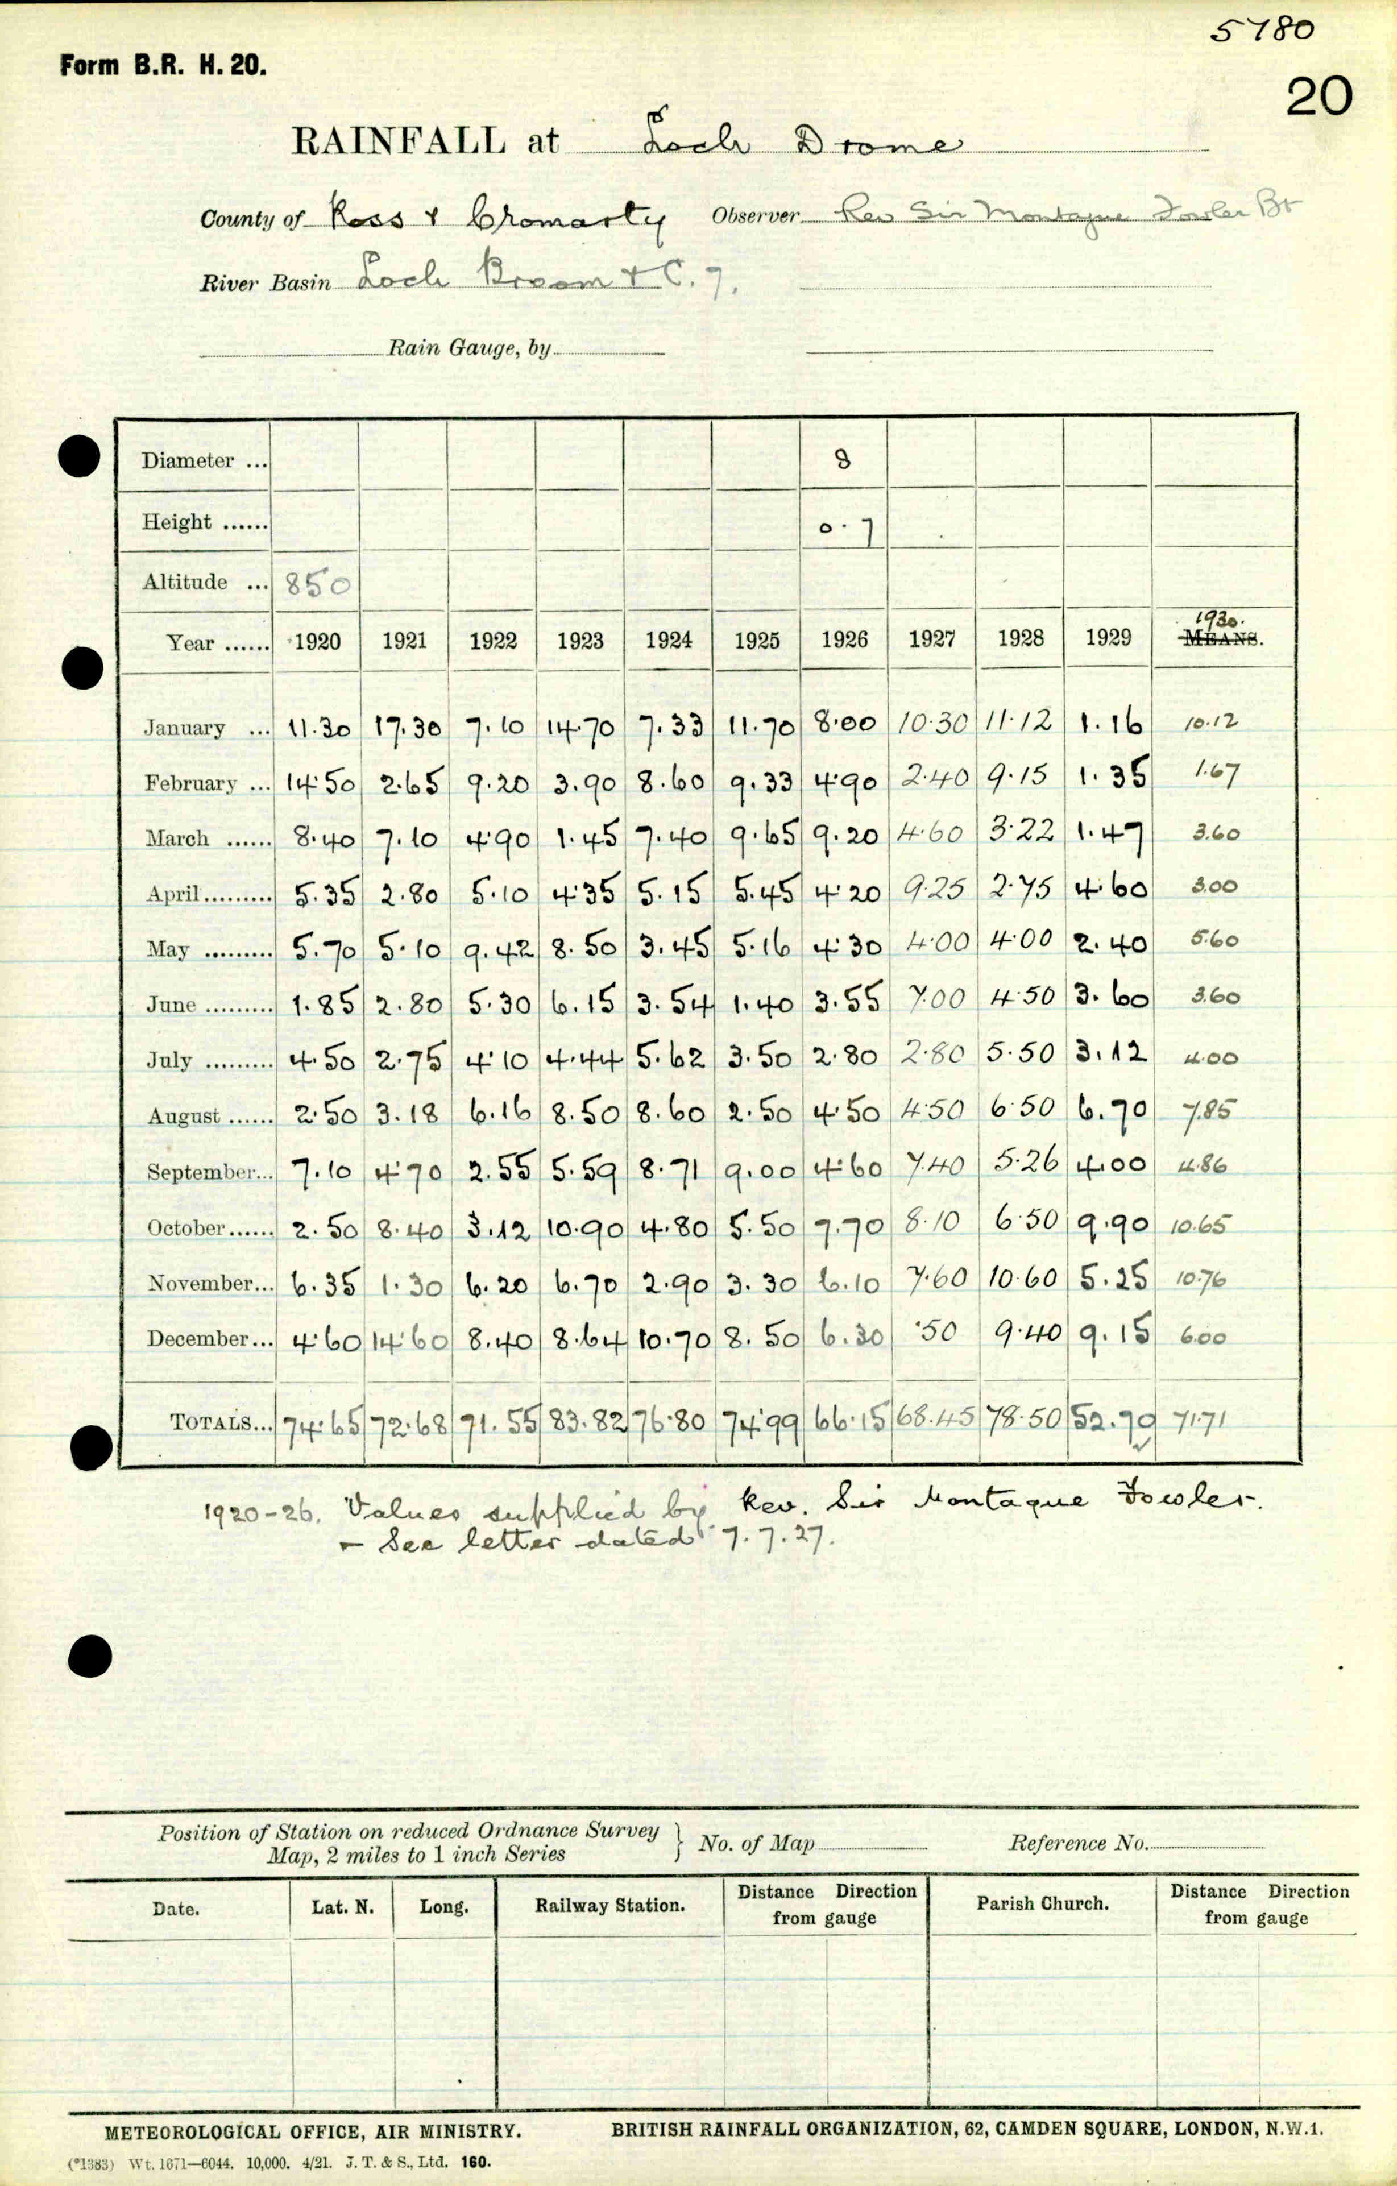 5780
Form B.R. H. 20.
20
RAINFALL at Loch Drome
County of Ross & Cromarty Observer Rev Sir Montague Fowler Bt
River Basin Loch Broom & C. 7.
Rain Gauge, by
Diameter ... 8
Height ...... 0.7
Altitude ... 850
Year ...... 1920 1921 1922 1923 1924 1925 1926 1927 1928 1929 1930. MEANS.
January ... 11.30 17.30 7.10 14.70 7.33 11.70 8.00 10.30 11.12 1.16 10.12
February ... 14.50 2.65 9.20 3.90 8.60 9.33 4.90 2.40 9.15 1.35 1.67
March ...... 8.40 7.10 4.90 1.45 7.40 9.65 9.20 4.60 3.22 1.47 3.60
April......... 5.35 2.80 5.10 4.35 5.15 5.45 4.20 9.25 2.75 4.60 3.00
May ......... 5.70 5.10 9.42 8.50 3.45 5.16 4.30 4.00 4.00 2.40 5.60
June ......... 1.85 2.80 5.30 6.15 3.54 1.40 3.55 7.00 4.50 3.60 3.60
July ......... 4.50 2.75 4.10 4.44 5.62 3.50 2.80 2.80 5.50 3.12 4.00
August ...... 2.50 3.18 6.16 8.50 8.60 2.50 4.50 4.50 6.50 6.70 7.85
September... 7.10 4.70 2.55 5.59 8.71 9.00 4.60 7.40 5.26 4.00 4.86
October...... 2.50 8.40 3.12 10.90 4.80 5.50 7.70 8.10 6.50 9.90 10.65
November... 6.35 1.30 6.20 6.70 2.90 3.30 6.10 7.60 10.60 5.25 10.76
December... 4.60 14.60 8.40 8.64 10.70 8.50 6.30 .50 9.40 9.15 6.00
TOTALS... 74.65 72.68 71.55 83.82 76.80 74.99 66.15 68.45 78.50 52.70 71.71
1920-26. Values supplied by Rev. Sir Montague Fowler.
- See letter dated 7.7.27.
Position of Station on reduced Ordnance Survey
Map, 2 miles to 1 inch Series } No. of Map Reference No.
Date. Lat. N. Long. Railway Station. Distance Direction from gauge Parish Church. Distance Direction from gauge
METEOROLOGICAL OFFICE, AIR MINISTRY. BRITISH RAINFALL ORGANIZATION, 62, CAMDEN SQUARE, LONDON, N.W.1.
(*1383) Wt. 1671—6044. 10,000. 4/21. J. T. & S., Ltd. 160.